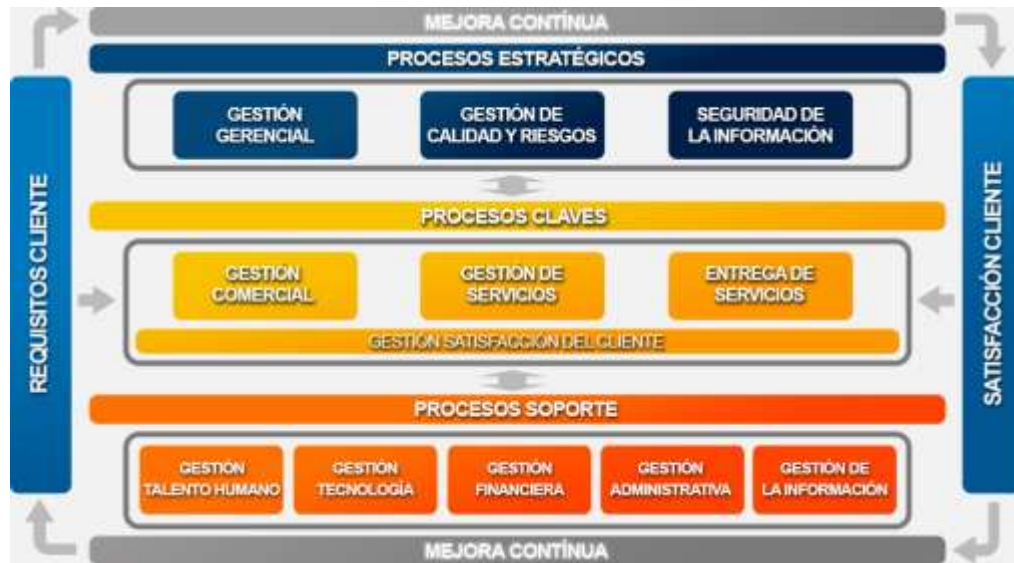 MEJORA CONTÍNUA
PROCESOS ESTRATÉGICOS
GESTIÓN
GERENCIAL
GESTIÓN DE
CALIDAD Y RIESGOS
SEGURIDAD DE
LA INFORMACIÓN
REQUISITOS CLIENTE
PROCESOS CLAVES
GESTIÓN
COMERCIAL
GESTIÓN DE
SERVICIOS
ENTREGA DE
SERVICIOS
GESTIÓN SATISFACCIÓN DEL CLIENTE
SATISFACCIÓN CLIENTE
PROCESOS SOPORTE
GESTIÓN
TALENTO HUMANO
GESTIÓN
TECNOLOGÍA
GESTIÓN
FINANCIERA
GESTIÓN
ADMINISTRATIVA
GESTIÓN DE
LA INFORMACIÓN
MEJORA CONTÍNUA